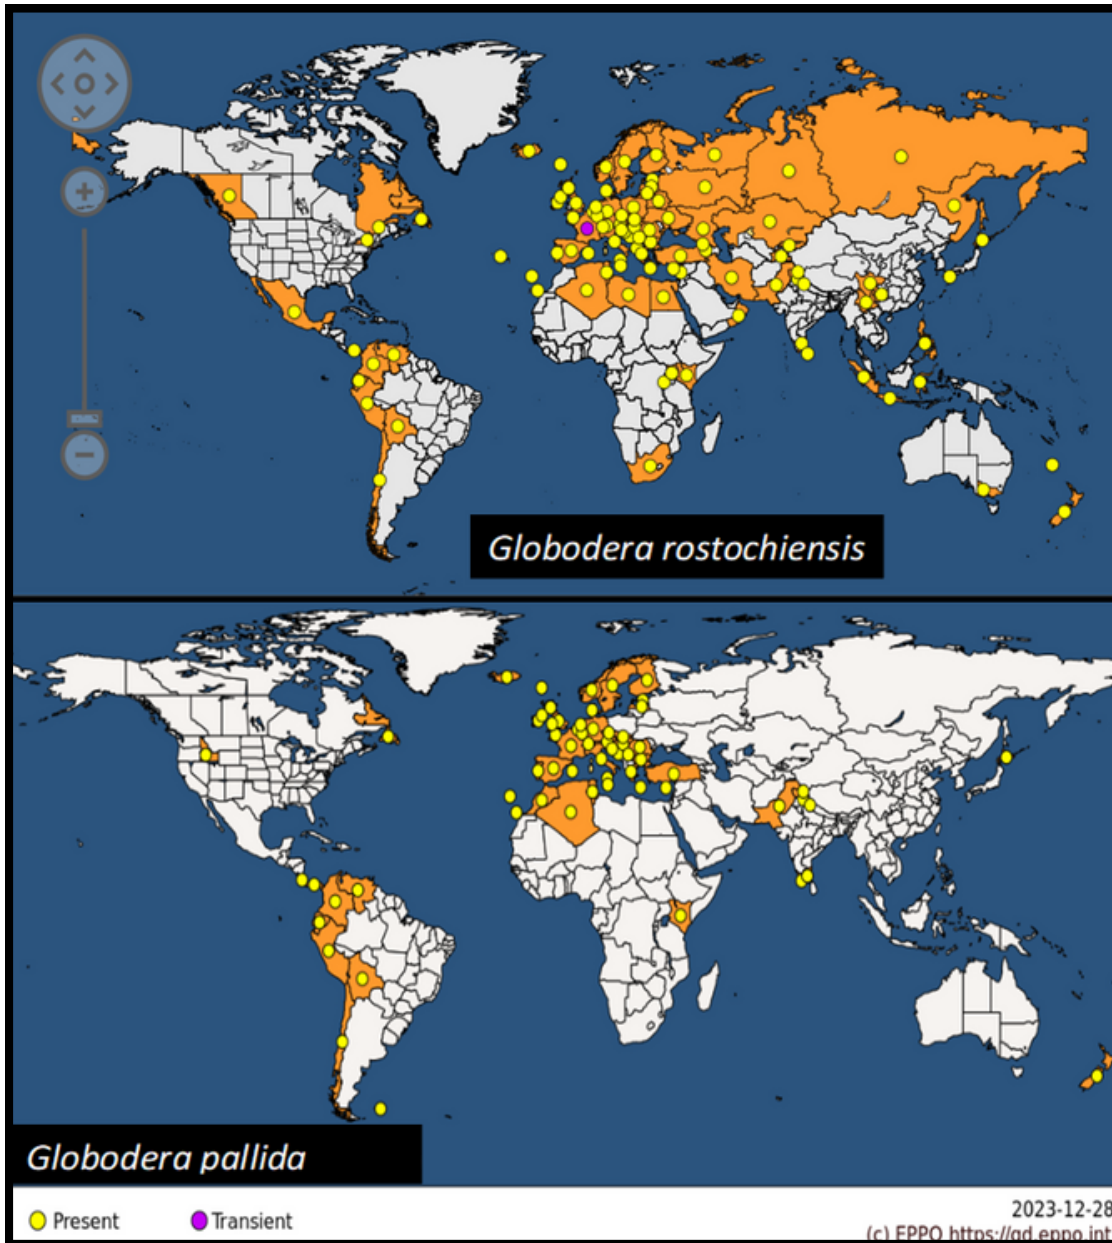 Globodera rostochiensis
Globodera pallida
Present
Transient
2023-12-28
(c) EPPO https://gd.eppo.int